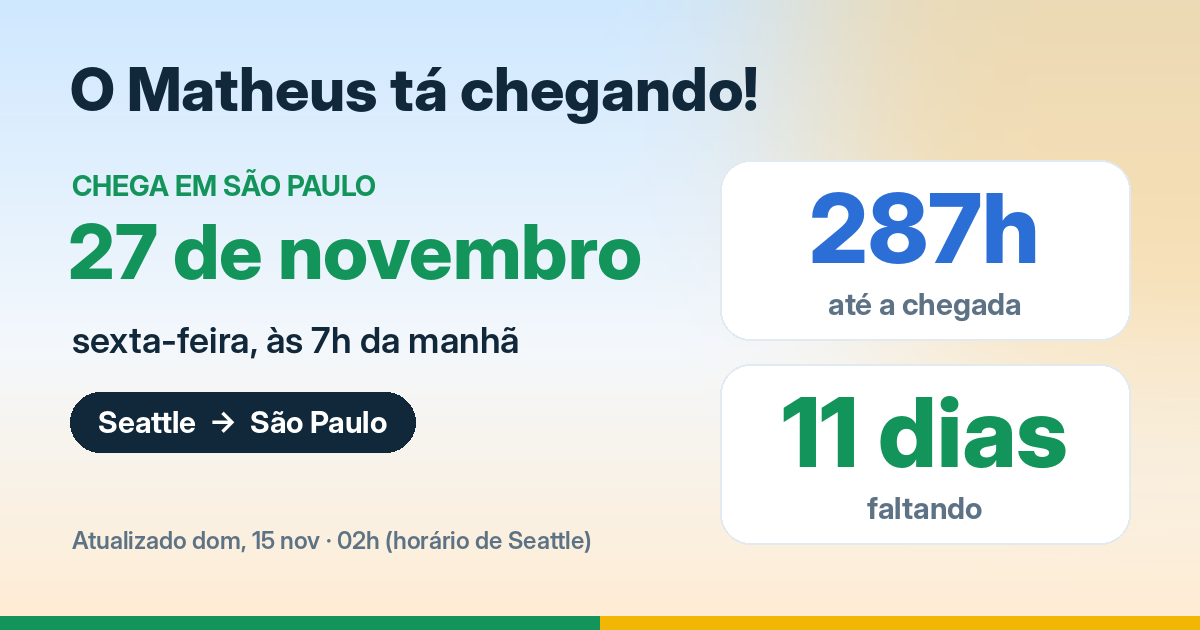 O Matheus tá chegando!
CHEGA EM SÃO PAULO
27 de novembro
sexta-feira, às 7h da manhã
Seattle → São Paulo
287h
até a chegada
11 dias
faltando
Atualizado dom, 15 nov · 02h (horário de Seattle)